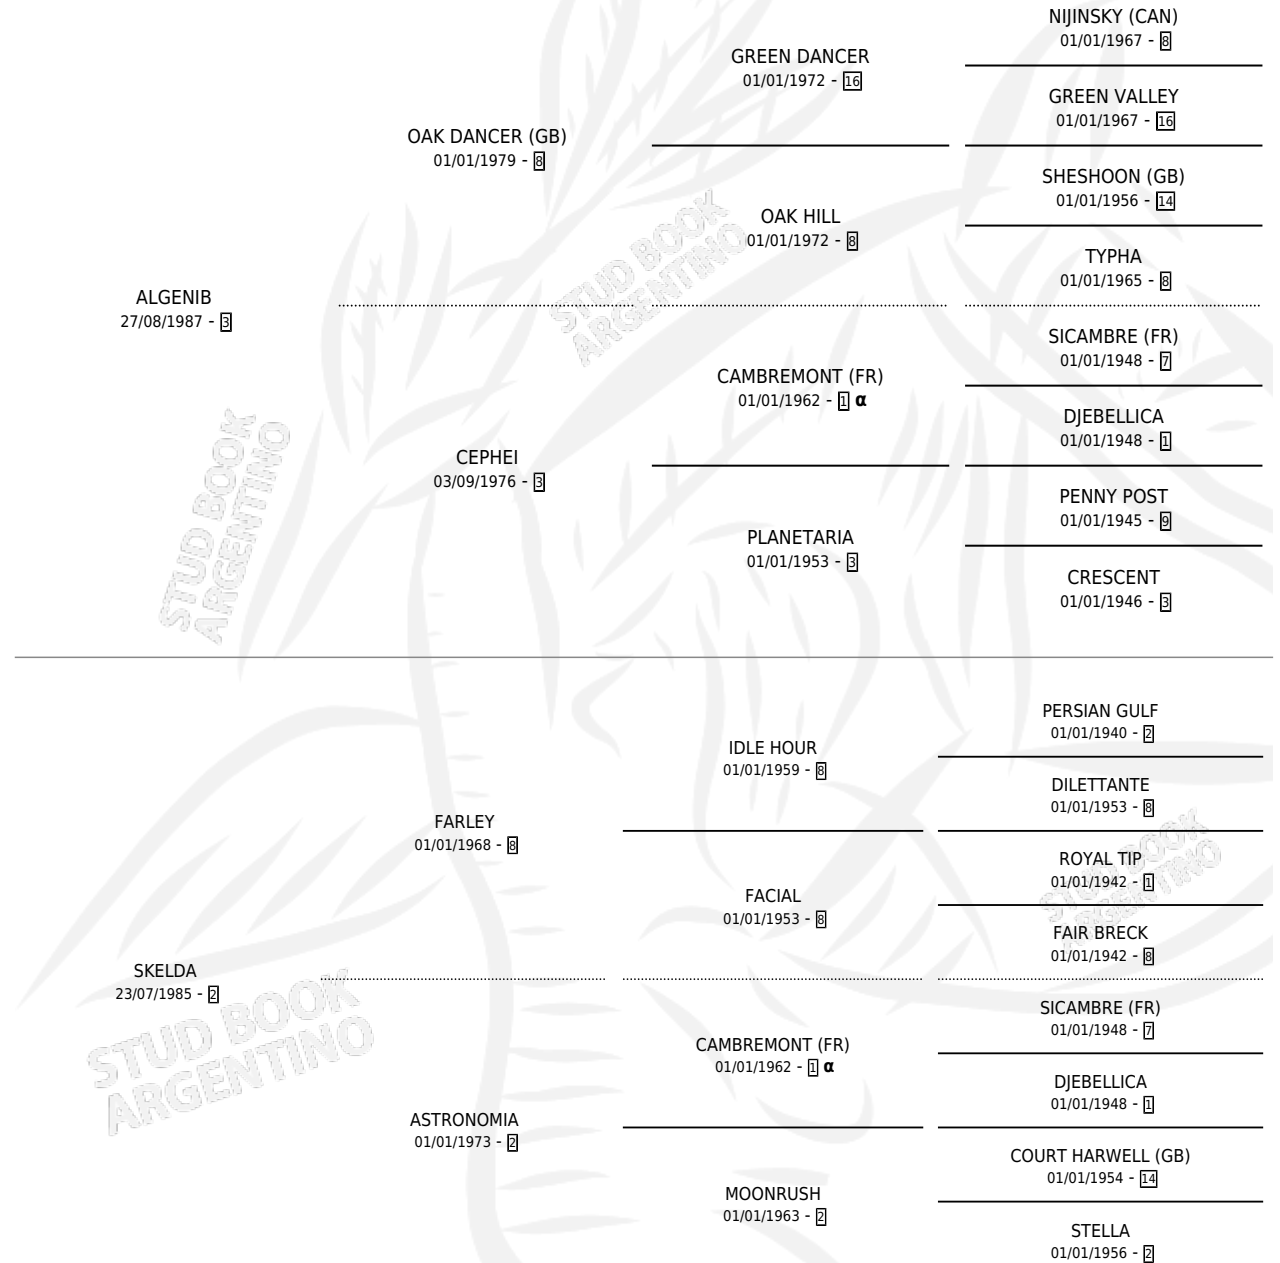 NIJINSKY (CAN)
01/01/1967 - 8
GREEN DANCER
01/01/1972 - 16
GREEN VALLEY
01/01/1967 - 16
OAK DANCER (GB)
01/01/1979 - 8
SHESHOON (GB)
01/01/1956 - 14
OAK HILL
01/01/1972 - 8
TYPHA
01/01/1965 - 8
ALGENIB
27/08/1987 - 3
SICAMBRE (FR)
01/01/1948 - 7
CAMBREMONT (FR)
01/01/1962 - 1 α
DJEBELLICA
01/01/1948 - 1
CEPHEI
03/09/1976 - 3
PENNY POST
01/01/1945 - 9
PLANETARIA
01/01/1953 - 3
CRESCENT
01/01/1946 - 3
PERSIAN GULF
01/01/1940 - 2
IDLE HOUR
01/01/1959 - 8
DILETTANTE
01/01/1953 - 8
FARLEY
01/01/1968 - 8
ROYAL TIP
01/01/1942 - 1
FACIAL
01/01/1953 - 8
FAIR BRECK
01/01/1942 - 8
SKELDA
23/07/1985 - 2
SICAMBRE (FR)
01/01/1948 - 7
CAMBREMONT (FR)
01/01/1962 - 1 α
DJEBELLICA
01/01/1948 - 1
ASTRONOMIA
01/01/1973 - 2
COURT HARWELL (GB)
01/01/1954 - 14
MOONRUSH
01/01/1963 - 2
STELLA
01/01/1956 - 2
STUD BOOK
ARGENTINO
STUD BOOK
ARGENTINO
STUD BOOK
ARGENTINO
STUD BOOK
ARGENTINO